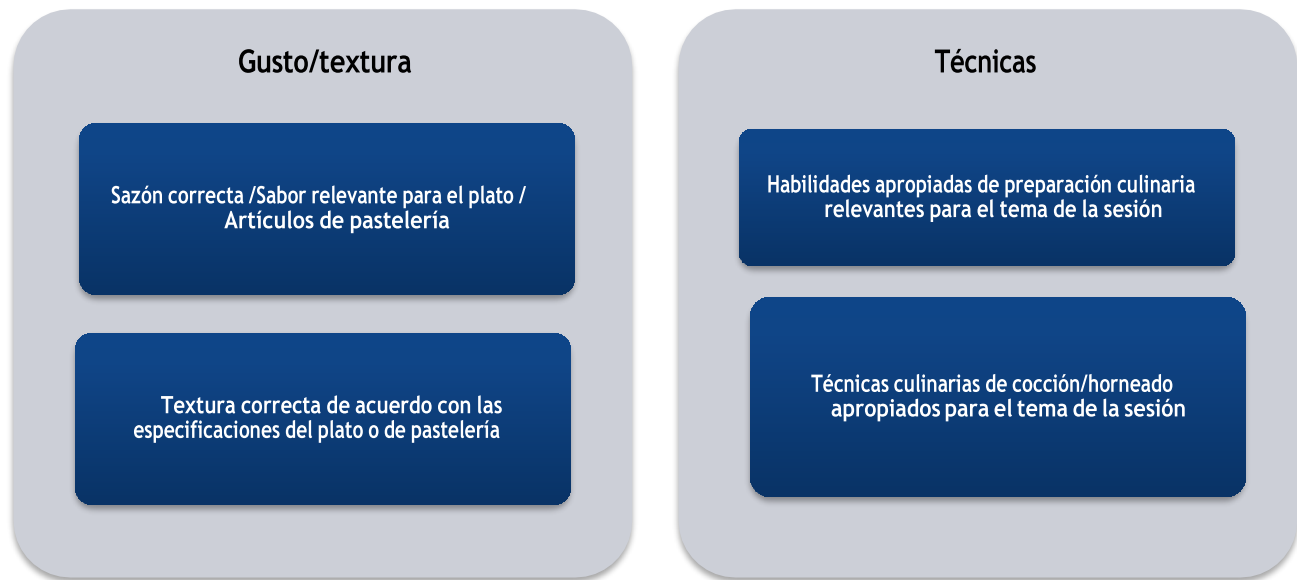 Gusto/textura
Sazón correcta /Sabor relevante para el plato /
Artículos de pastelería
Textura correcta de acuerdo con las
especificaciones del plato o de pastelería
Técnicas
Habilidades apropiadas de preparación culinaria
relevantes para el tema de la sesión
Técnicas culinarias de cocción/horneado
apropiados para el tema de la sesión